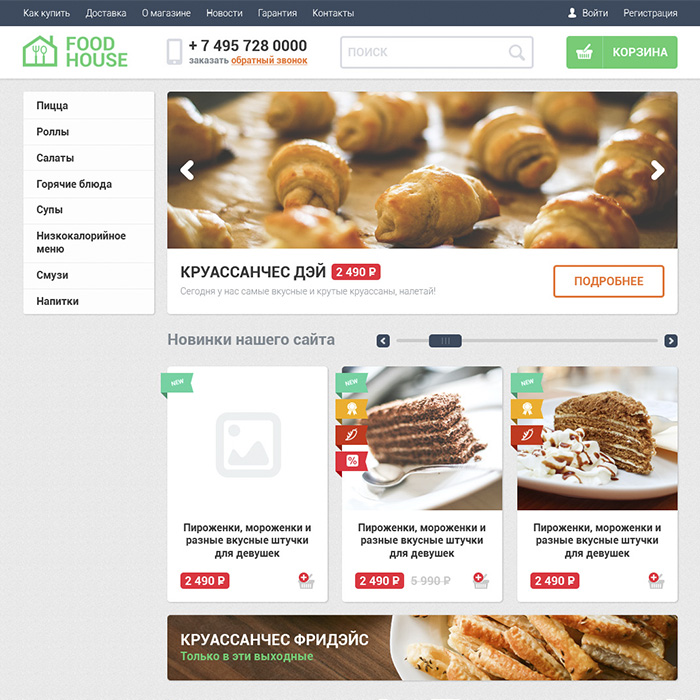 Как купить Доставка О магазине Новости Гарантия Контакты Войти Регистрация
FOOD
HOUSE
+ 7 495 728 0000
заказать обратный звонок
ПОИСК
КОРЗИНА
Пицца
Роллы
Салаты
Горячие блюда
Супы
Низкокалорийное
меню
Смузи
Напитки
КРУАССАНЧЕС ДЭЙ 2 490 ₽
Сегодня у нас самые вкусные и крутые круассаны, налетай!
ПОДРОБНЕЕ
Новинки нашего сайта
NEW
Пироженки, мороженки и
разные вкусные штучки
для девушек
2 490 ₽
NEW
%
Пироженки, мороженки и
разные вкусные штучки
для девушек
2 490 ₽ 5 990 ₽
NEW
Пироженки, мороженки и
разные вкусные штучки
для девушек
2 490 ₽
КРУАССАНЧЕС ФРИДЭЙС
Только в эти выходные